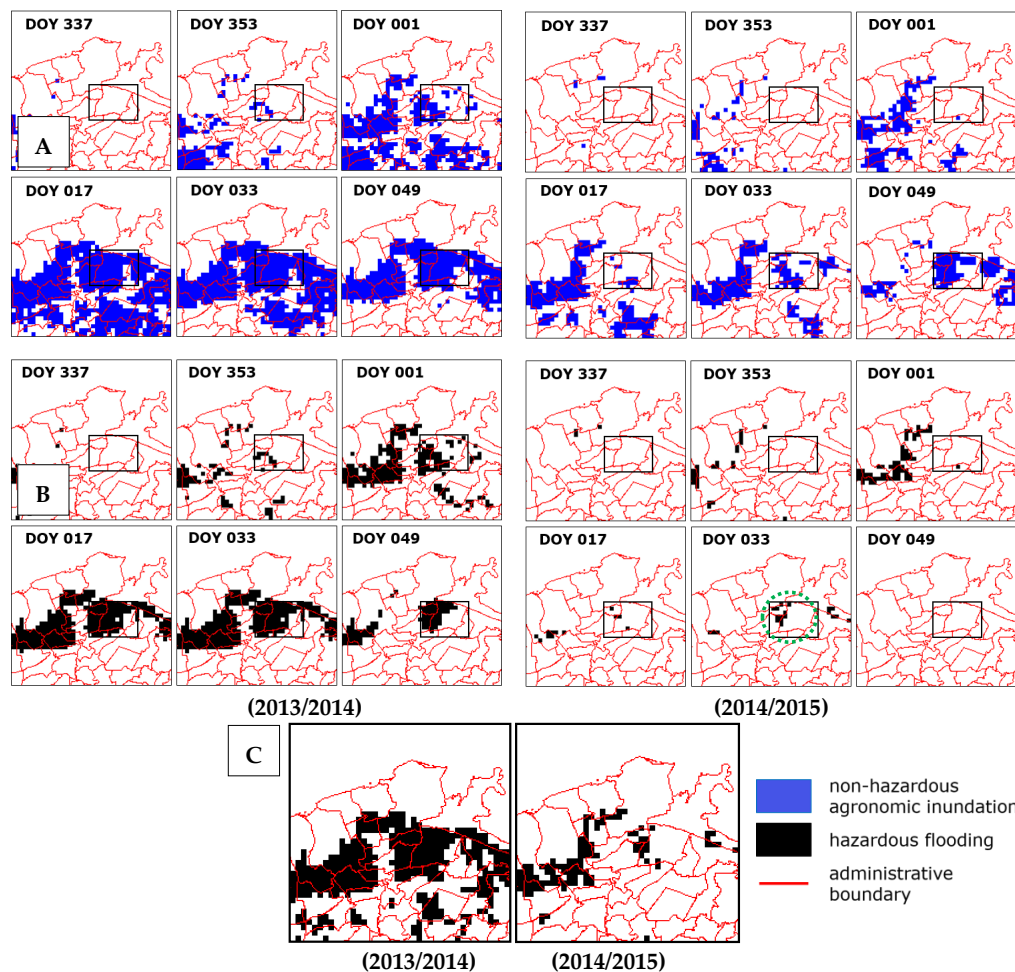 DOY 337 DOY 353 DOY 001 DOY 337 DOY 353 DOY 001
A
DOY 017 DOY 033 DOY 049 DOY 017 DOY 033 DOY 049
DOY 337 DOY 353 DOY 001 DOY 337 DOY 353 DOY 001
B
DOY 017 DOY 033 DOY 049 DOY 017 DOY 033 DOY 049
(2013/2014) (2014/2015)
C
non-hazardous
agronomic inundation
hazardous flooding
administrative
boundary
(2013/2014) (2014/2015)